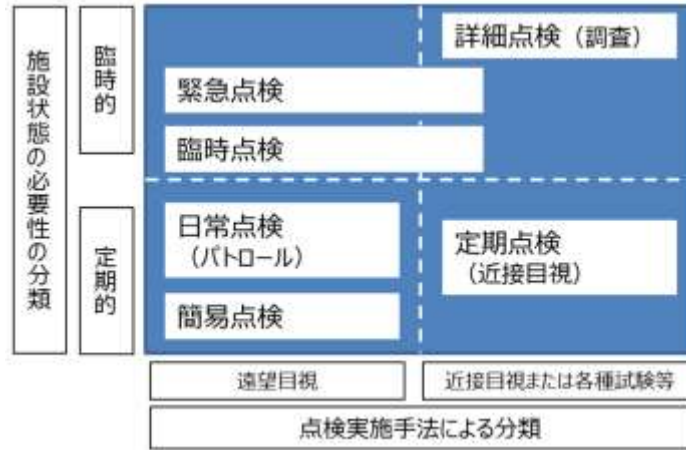 施設状態の必要性の分類
臨時的
詳細点検（調査）
緊急点検
臨時点検
定期的
日常点検
（パトロール）
定期点検
（近接目視）
簡易点検
遠望目視
近接目視または各種試験等
点検実施手法による分類